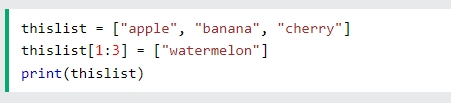 thislist = ["apple", "banana", "cherry"]
thislist[1:3] = ["watermelon"]
print(thislist)